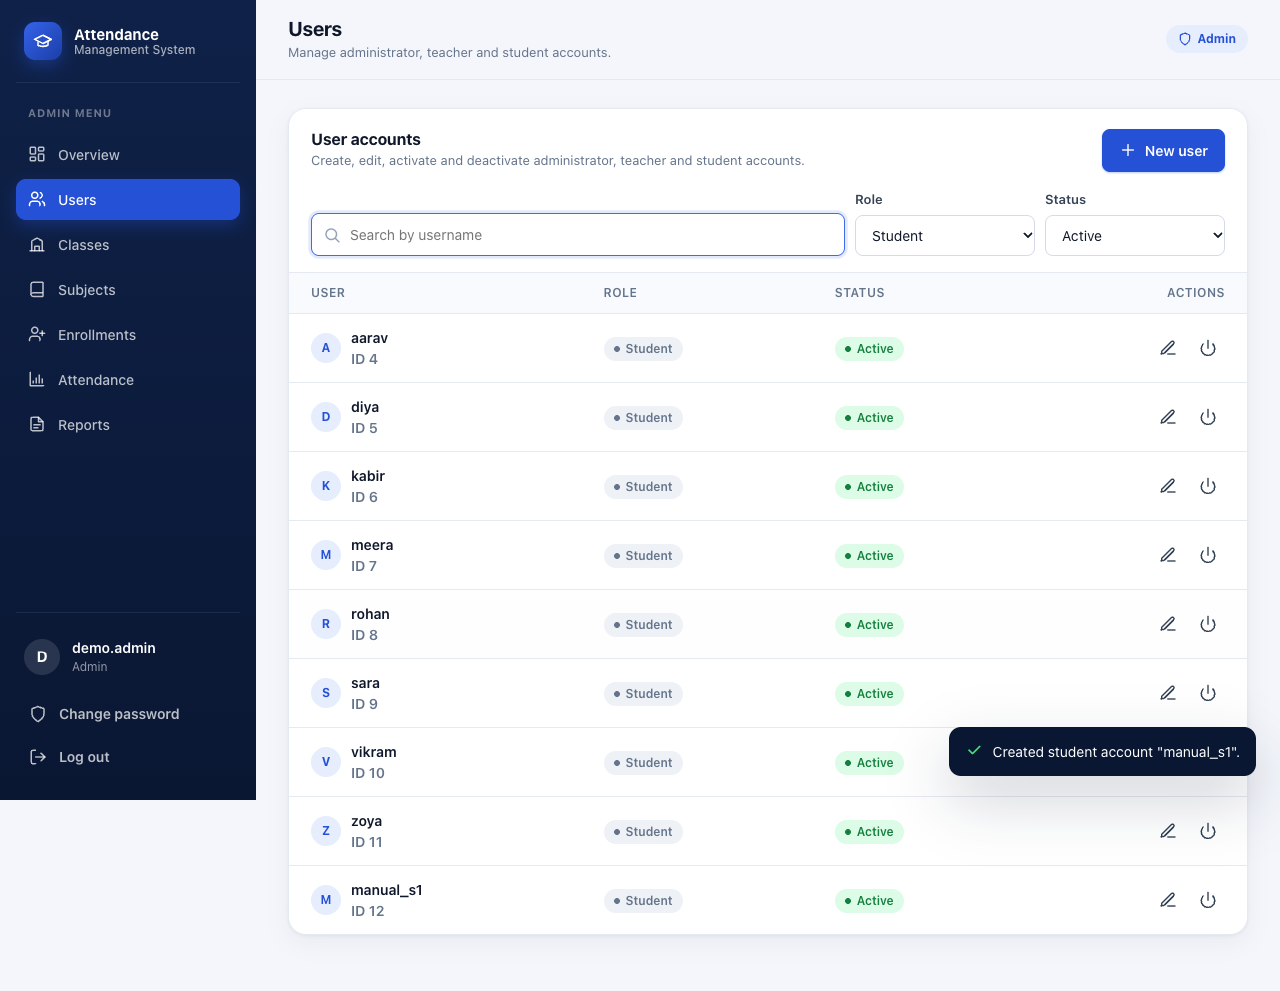 Attendance
Management System
ADMIN MENU
Overview
Users
Classes
Subjects
Enrollments
Attendance
Reports
D
demo.admin
Admin
Change password
Log out
Users
Manage administrator, teacher and student accounts.
Admin
User accounts
Create, edit, activate and deactivate administrator, teacher and student accounts.
New user
Search by username
Role
Student
Status
Active
USER ROLE STATUS ACTIONS
A aarav Student Active
ID 4
D diya Student Active
ID 5
K kabir Student Active
ID 6
M meera Student Active
ID 7
R rohan Student Active
ID 8
S sara Student Active
ID 9
V vikram Student Active
ID 10
Created student account "manual_s1".
Z zoya Student Active
ID 11
M manual_s1 Student Active
ID 12